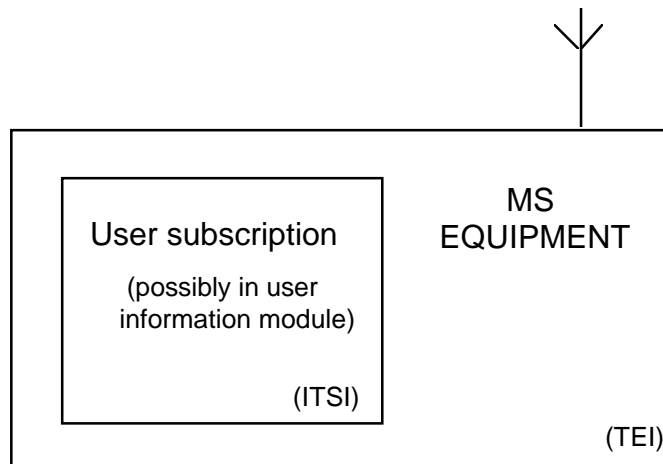 MS
EQUIPMENT
User subscription
(possibly in user
information module)
(ITSI)
(TEI)